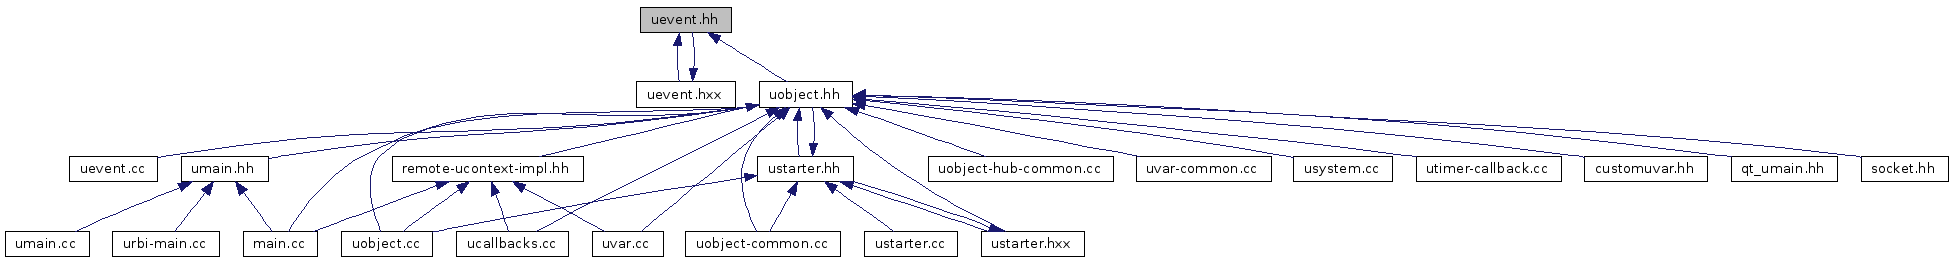 uevent.hh
uevent.hxx
uobject.hh
uevent.cc
umain.hh
remote-ucontext-impl.hh
ustarter.hh
uobject-hub-common.cc
uvar-common.cc
usystem.cc
utimer-callback.cc
customuvar.hh
qt_umain.hh
socket.hh
umain.cc
urbi-main.cc
main.cc
uobject.cc
ucallbacks.cc
uvar.cc
uobject-common.cc
ustarter.cc
ustarter.hxx